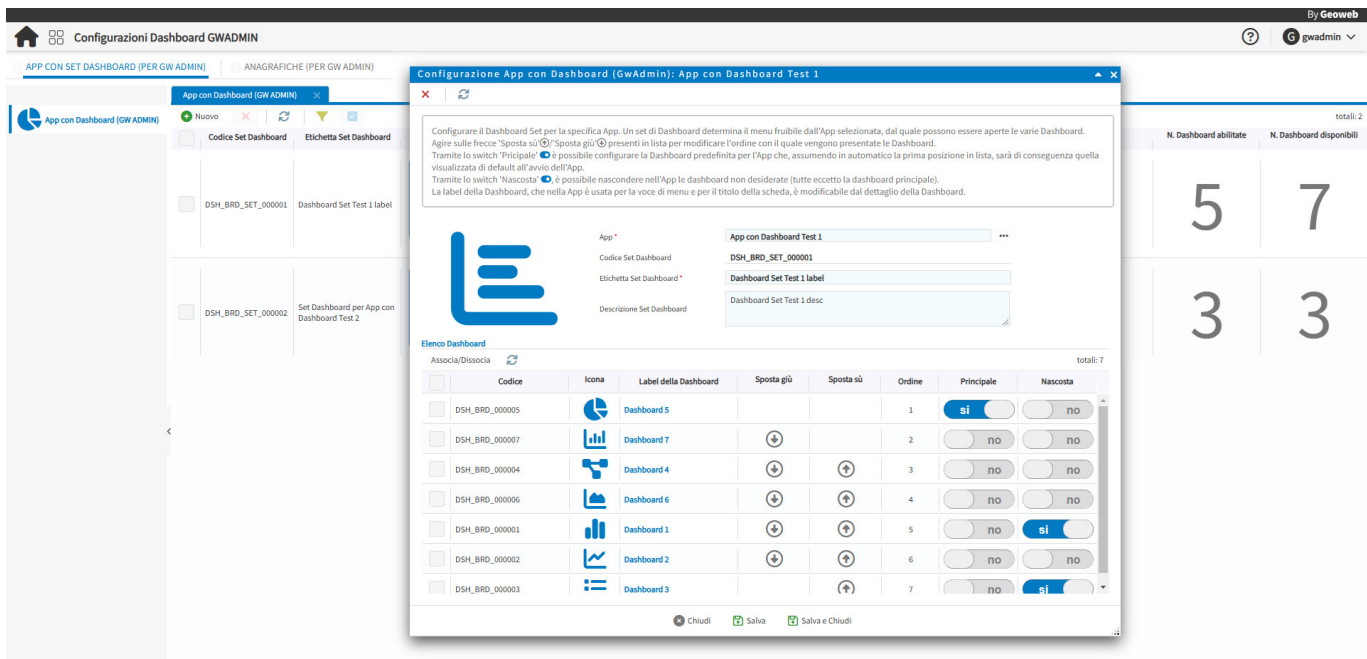 By Geoweb
Configurazioni Dashboard GWADMIN
G gwadmin
APP CON SET DASHBOARD (PER GW ADMIN)
ANAGRAFICHE (PER GW ADMIN)
App con Dashboard (GW ADMIN)
App con Dashboard (GW ADMIN)
Nuovo
totali: 2
Codice Set Dashboard Etichetta Set Dashboard N. Dashboard abilitate N. Dashboard disponibili
DSH_BRD_SET_000001 Dashboard Set Test 1 label 5 7
DSH_BRD_SET_000002 Set Dashboard per App con
Dashboard Test 2 3 3
Configurazione App con Dashboard (GwAdmin): App con Dashboard Test 1
Configurare il Dashboard Set per la specifica App. Un set di Dashboard determina il menu fruibile dall'App selezionata, dal quale possono essere aperte le varie Dashboard.
Agire sulle frecce 'Sposta sù'/'Sposta giù' presenti in lista per modificare l'ordine con il quale vengono presentate le Dashboard.
Tramite lo switch 'Pricipale' è possibile configurare la Dashboard predefinita per l'App che, assumendo in automatico la prima posizione in lista, sarà di conseguenza quella
visualizzata di default all'avvio dell'App.
Tramite lo switch 'Nascosta', è possibile nascondere nell'App le dashboard non desiderate (tutte eccetto la dashboard principale).
La label della Dashboard, che nella App è usata per la voce di menu e per il titolo della scheda, è modificabile dal dettaglio della Dashboard.
App * App con Dashboard Test 1
Codice Set Dashboard DSH_BRD_SET_000001
Etichetta Set Dashboard * Dashboard Set Test 1 label
Descrizione Set Dashboard Dashboard Set Test 1 desc
Elenco Dashboard
Associa/Dissocia totali: 7
Codice Icona Label della Dashboard Sposta giù Sposta sù Ordine Principale Nascosta
DSH_BRD_000005 Dashboard 5 1 si no
DSH_BRD_000007 Dashboard 7 2 no no
DSH_BRD_000004 Dashboard 4 3 no no
DSH_BRD_000006 Dashboard 6 4 no no
DSH_BRD_000001 Dashboard 1 5 no si
DSH_BRD_000002 Dashboard 2 6 no no
DSH_BRD_000003 Dashboard 3 7 no si
Chiudi Salva Salva e Chiudi